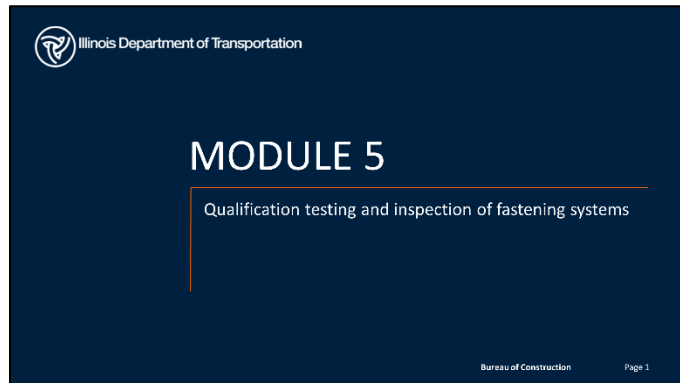 Illinois Department of Transportation
MODULE 5
Qualification testing and inspection of fastening systems
Bureau of Construction Page 1